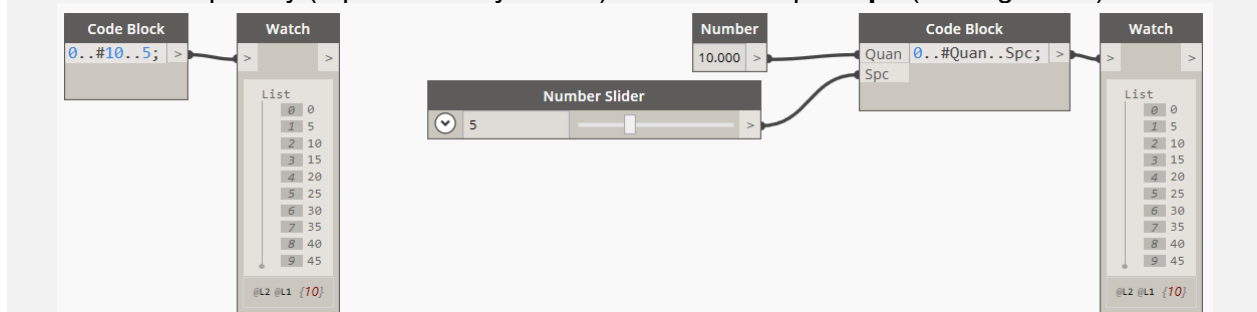 Code Block
0..#10..5; >
Watch
> >
List
0 0
1 5
2 10
3 15
4 20
5 25
6 30
7 35
8 40
9 45
@L2 @L1 {10}
Number
10.000 >
Number Slider
5 >
Code Block
Quan 0..#Quan..Spc; >
Spc
Watch
> >
List
0 0
1 5
2 10
3 15
4 20
5 25
6 30
7 35
8 40
9 45
@L2 @L1 {10}